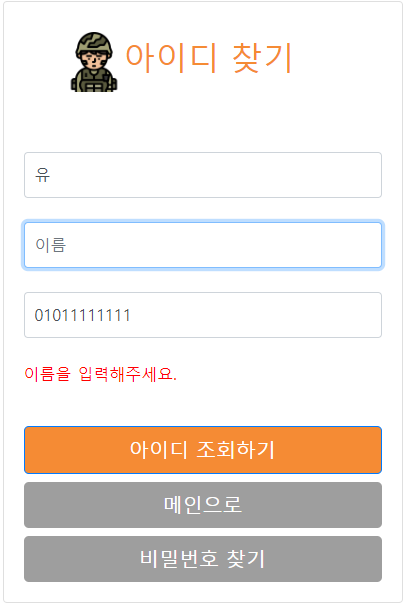 아이디 찾기
유
이름
01011111111
이름을 입력해주세요.
아이디 조회하기
메인으로
비밀번호 찾기